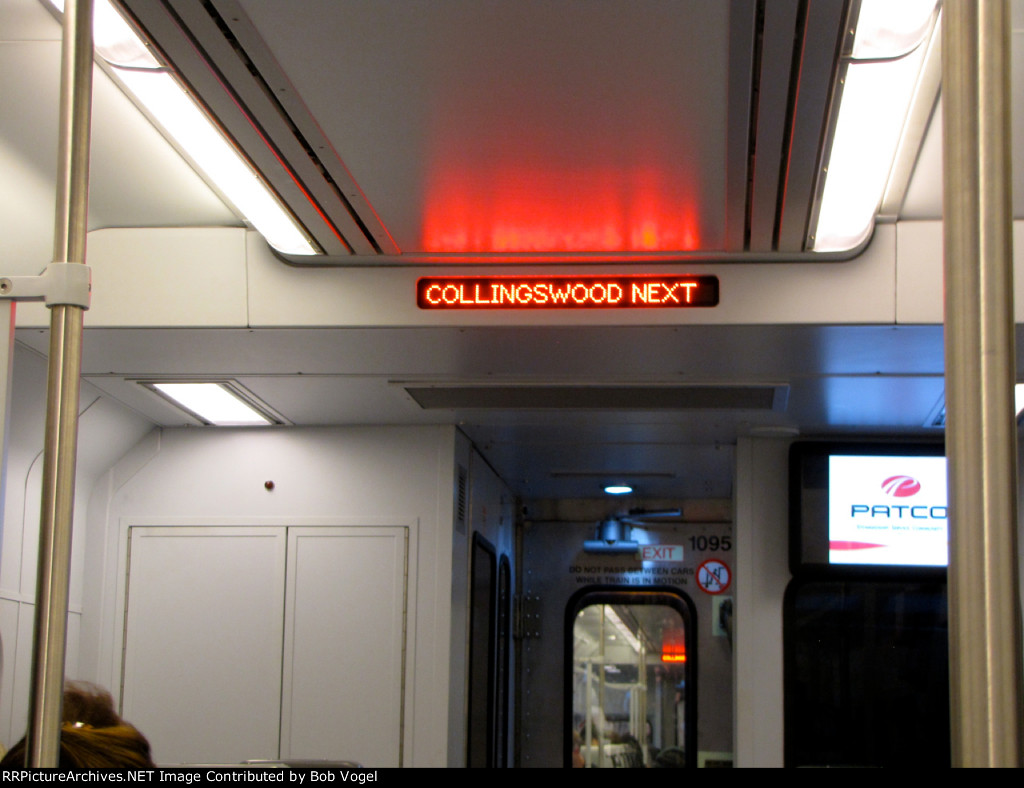 COLLINGSWOOD NEXT
PATCO
EXIT
1095
DO NOT PASS BETWEEN CARS
WHILE TRAIN IS IN MOTION
©RRPictureArchives.NET Image Contributed by Bob Vogel